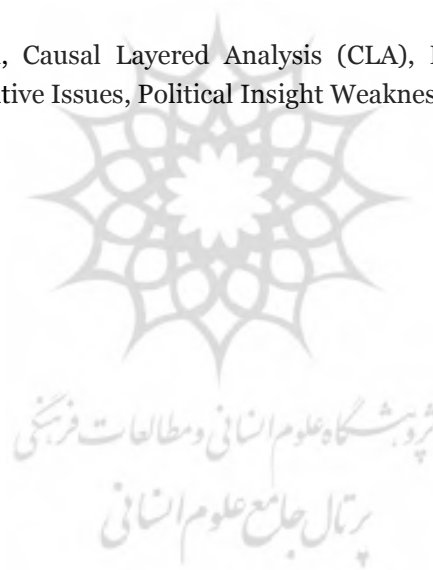 , Causal Layered Analysis (CLA),
tive Issues, Political Insight Weaknes
پژوهشگاه علوم انسانی و مطالعات فرهنگی
پرتال جامع علوم انسانی